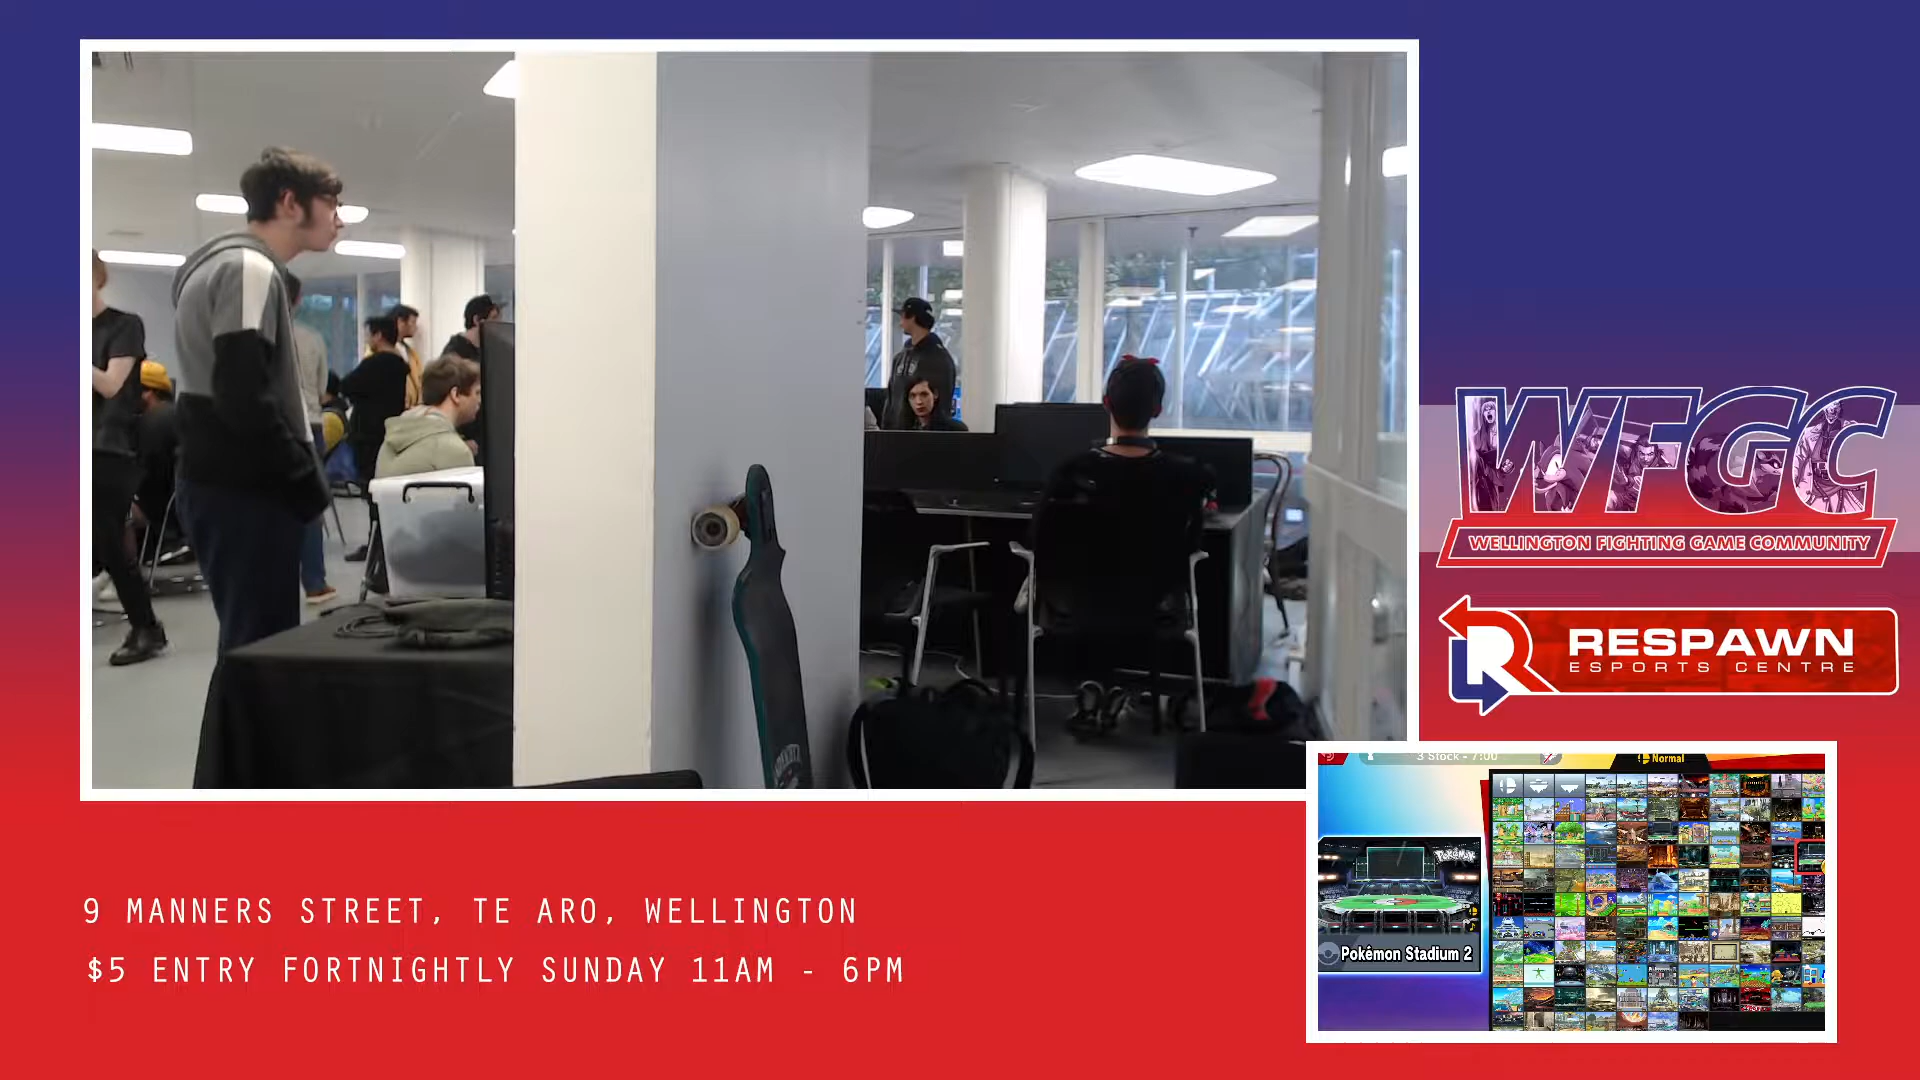 WFGC
WELLINGTON FIGHTING GAME COMMUNITY
RESPAWN
ESPORTS CENTRE
3 Stock - 7:00
Normal
Pokémon
Pokémon Stadium 2
9 MANNERS STREET, TE ARO, WELLINGTON
$5 ENTRY FORTNIGHTLY SUNDAY 11AM - 6PM